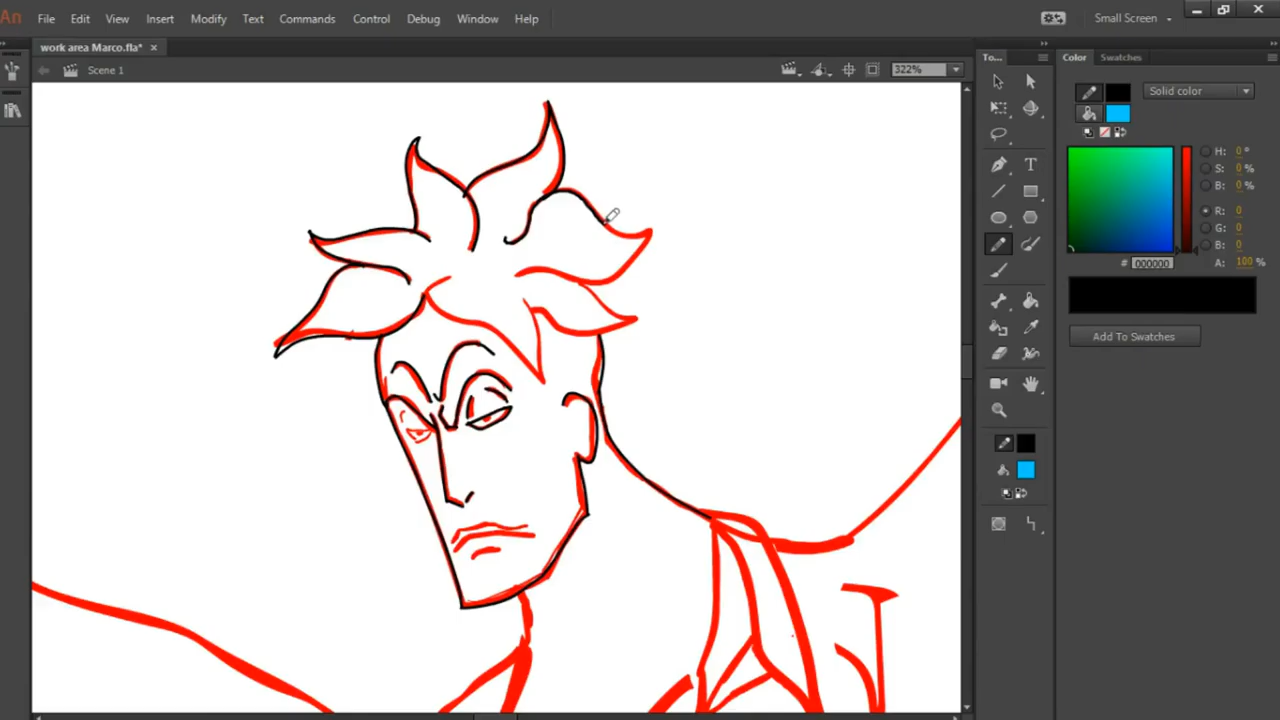 An File Edit View Insert Modify Text Commands Control Debug Window Help Small Screen
work area Marco.fla* ×
Scene 1 322%
To... Color Swatches
Solid color
H: 0 °
S: 0 %
B: 0 %
R: 0
G: 0
B: 0
# 000000 A: 100 %
Add To Swatches
T